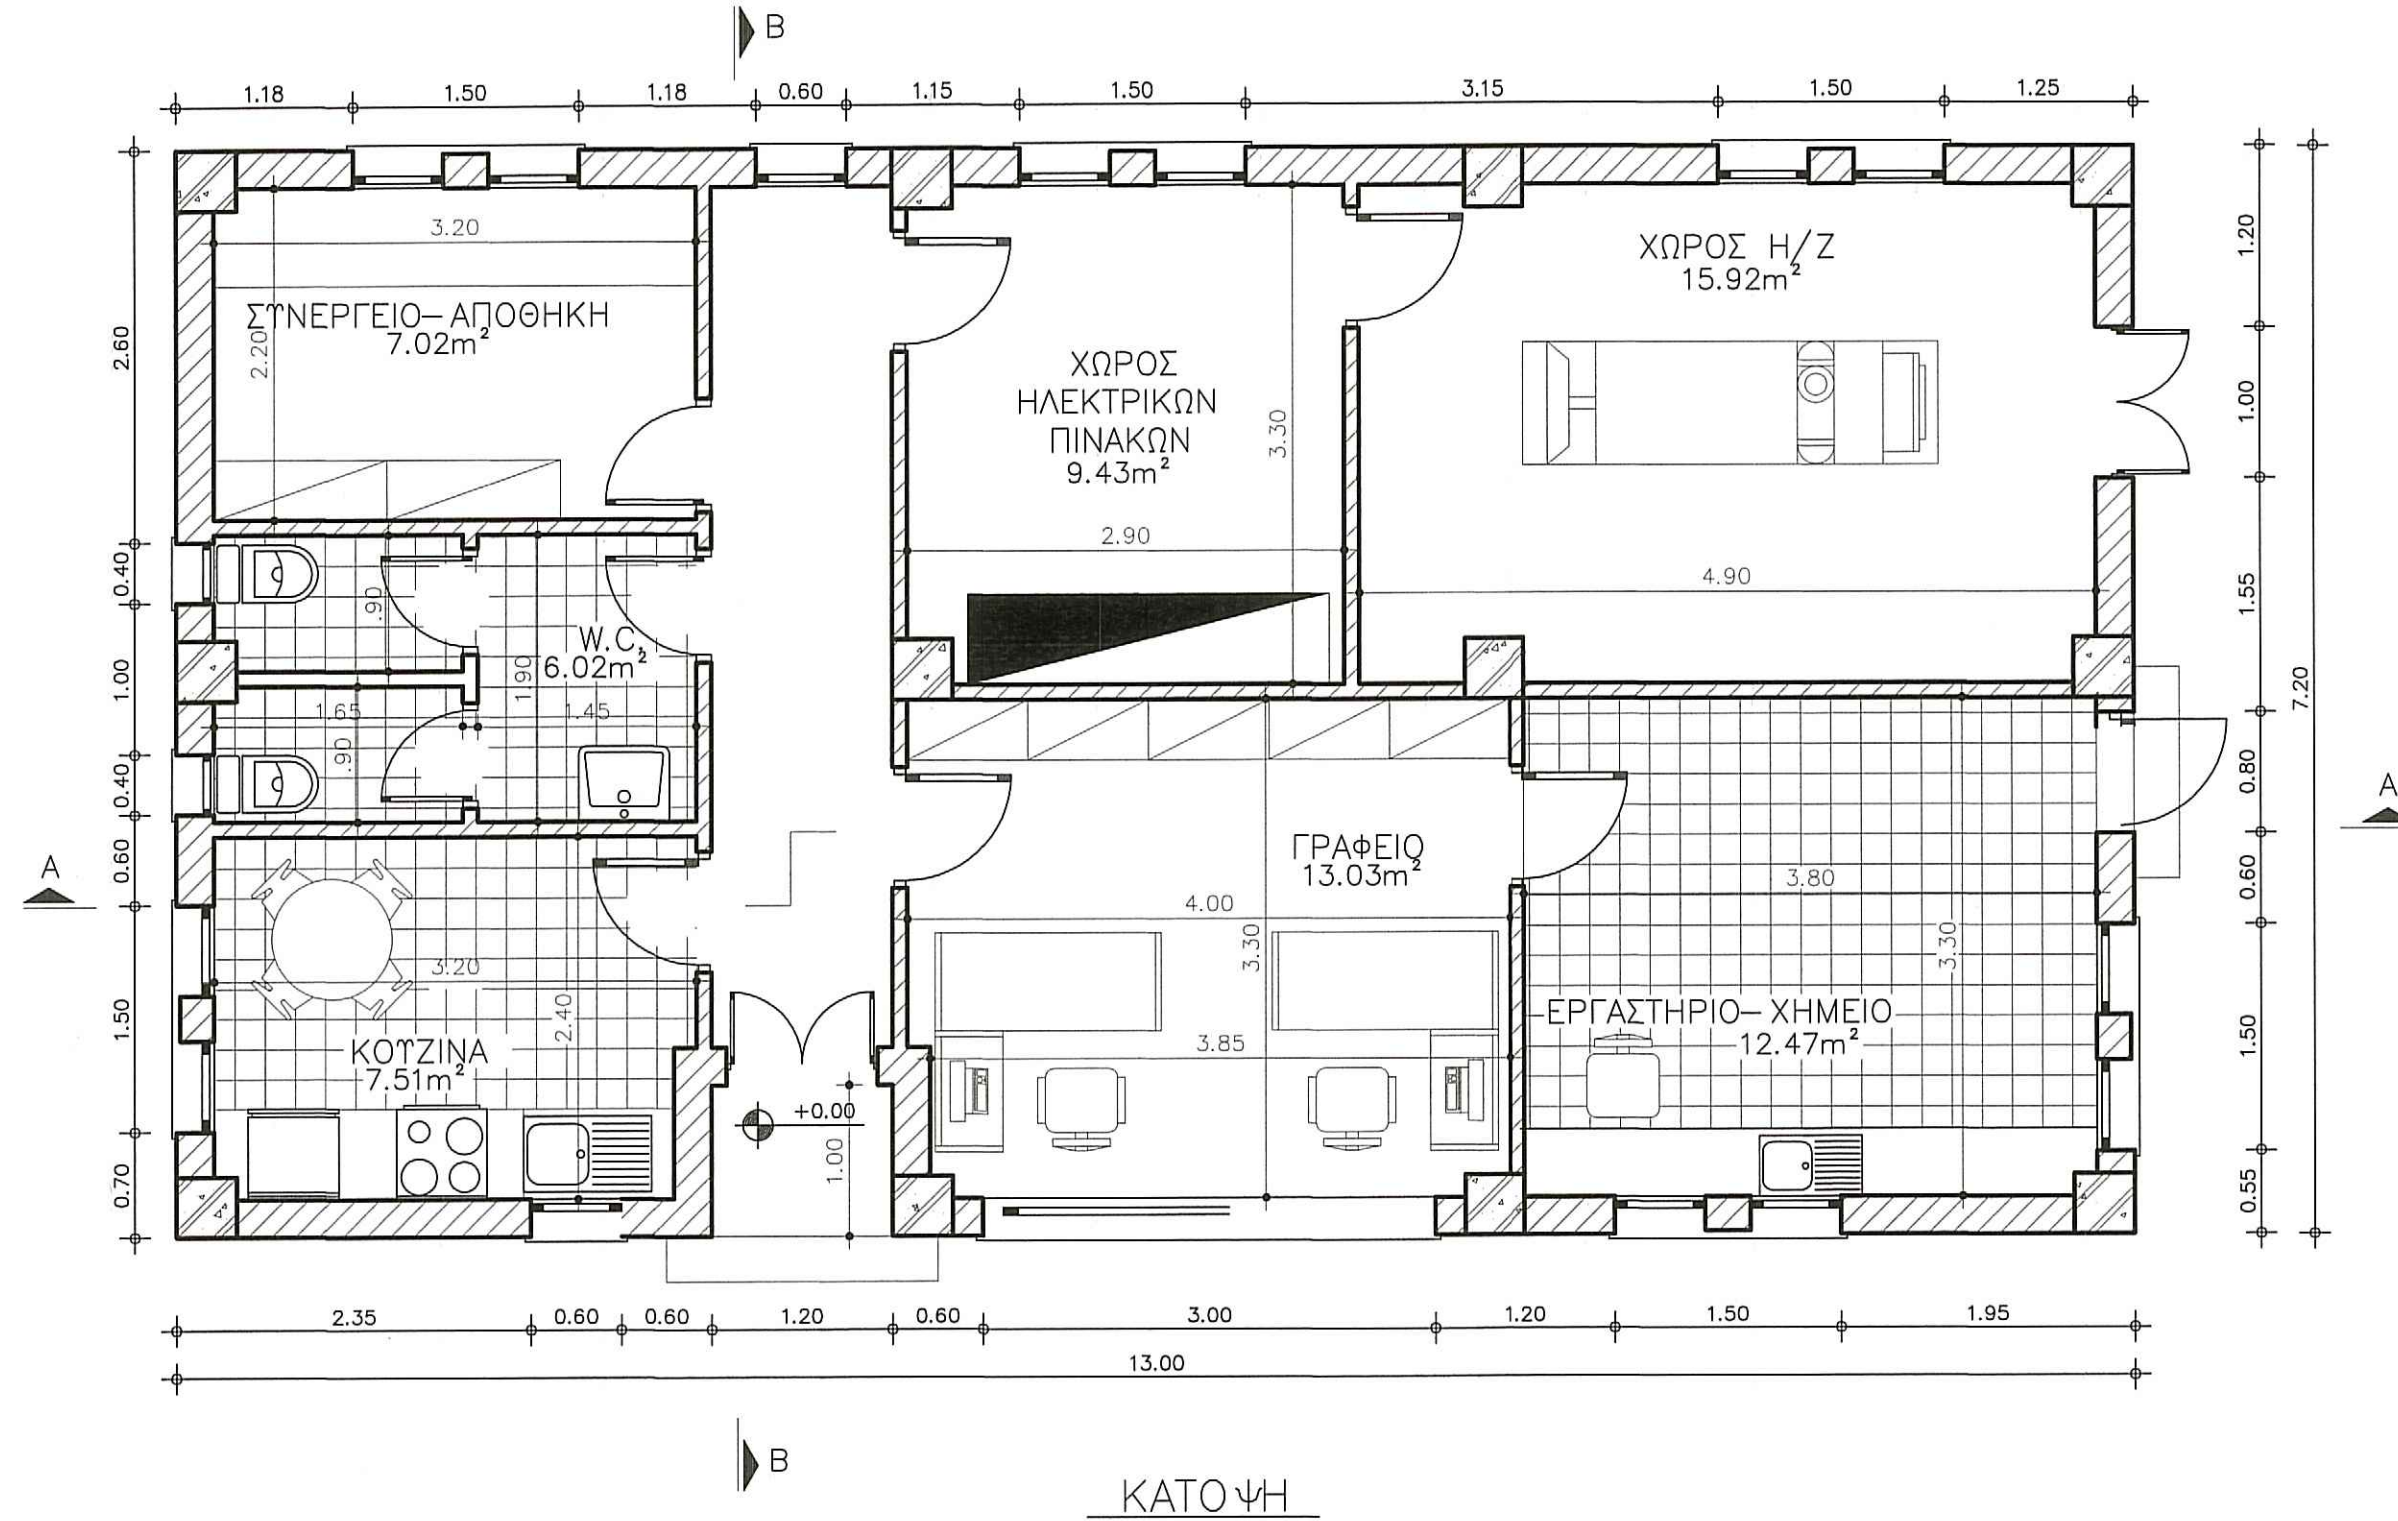 B
1.18 1.50 1.18 0.60 1.15 1.50 3.15 1.50 1.25
3.20
ΣΥΝΕΡΓΕΙΟ–ΑΠΟΘΗΚΗ
7.02m²
2.20
ΧΩΡΟΣ
ΗΛΕΚΤΡΙΚΩΝ
ΠΙΝΑΚΩΝ
9.43m²
3.30
2.90
ΧΩΡΟΣ Η/Ζ
15.92m²
4.90
2.60
0.40
1.00
0.40
0.60
1.50
0.70
1.20
1.00
1.55
0.80
0.60
1.50
0.55
7.20
.90
W.C.
6.02m²
1.90
1.65
1.45
.90
A
A
3.20
2.40
ΚΟΥΖΙΝΑ
7.51m²
+0.00
1.00
ΓΡΑΦΕΙΟ
13.03m²
4.00
3.30
3.85
3.80
3.30
ΕΡΓΑΣΤΗΡΙΟ–ΧΗΜΕΙΟ
12.47m²
2.35 0.60 0.60 1.20 0.60 3.00 1.20 1.50 1.95
13.00
B
ΚΑΤΟΨΗ